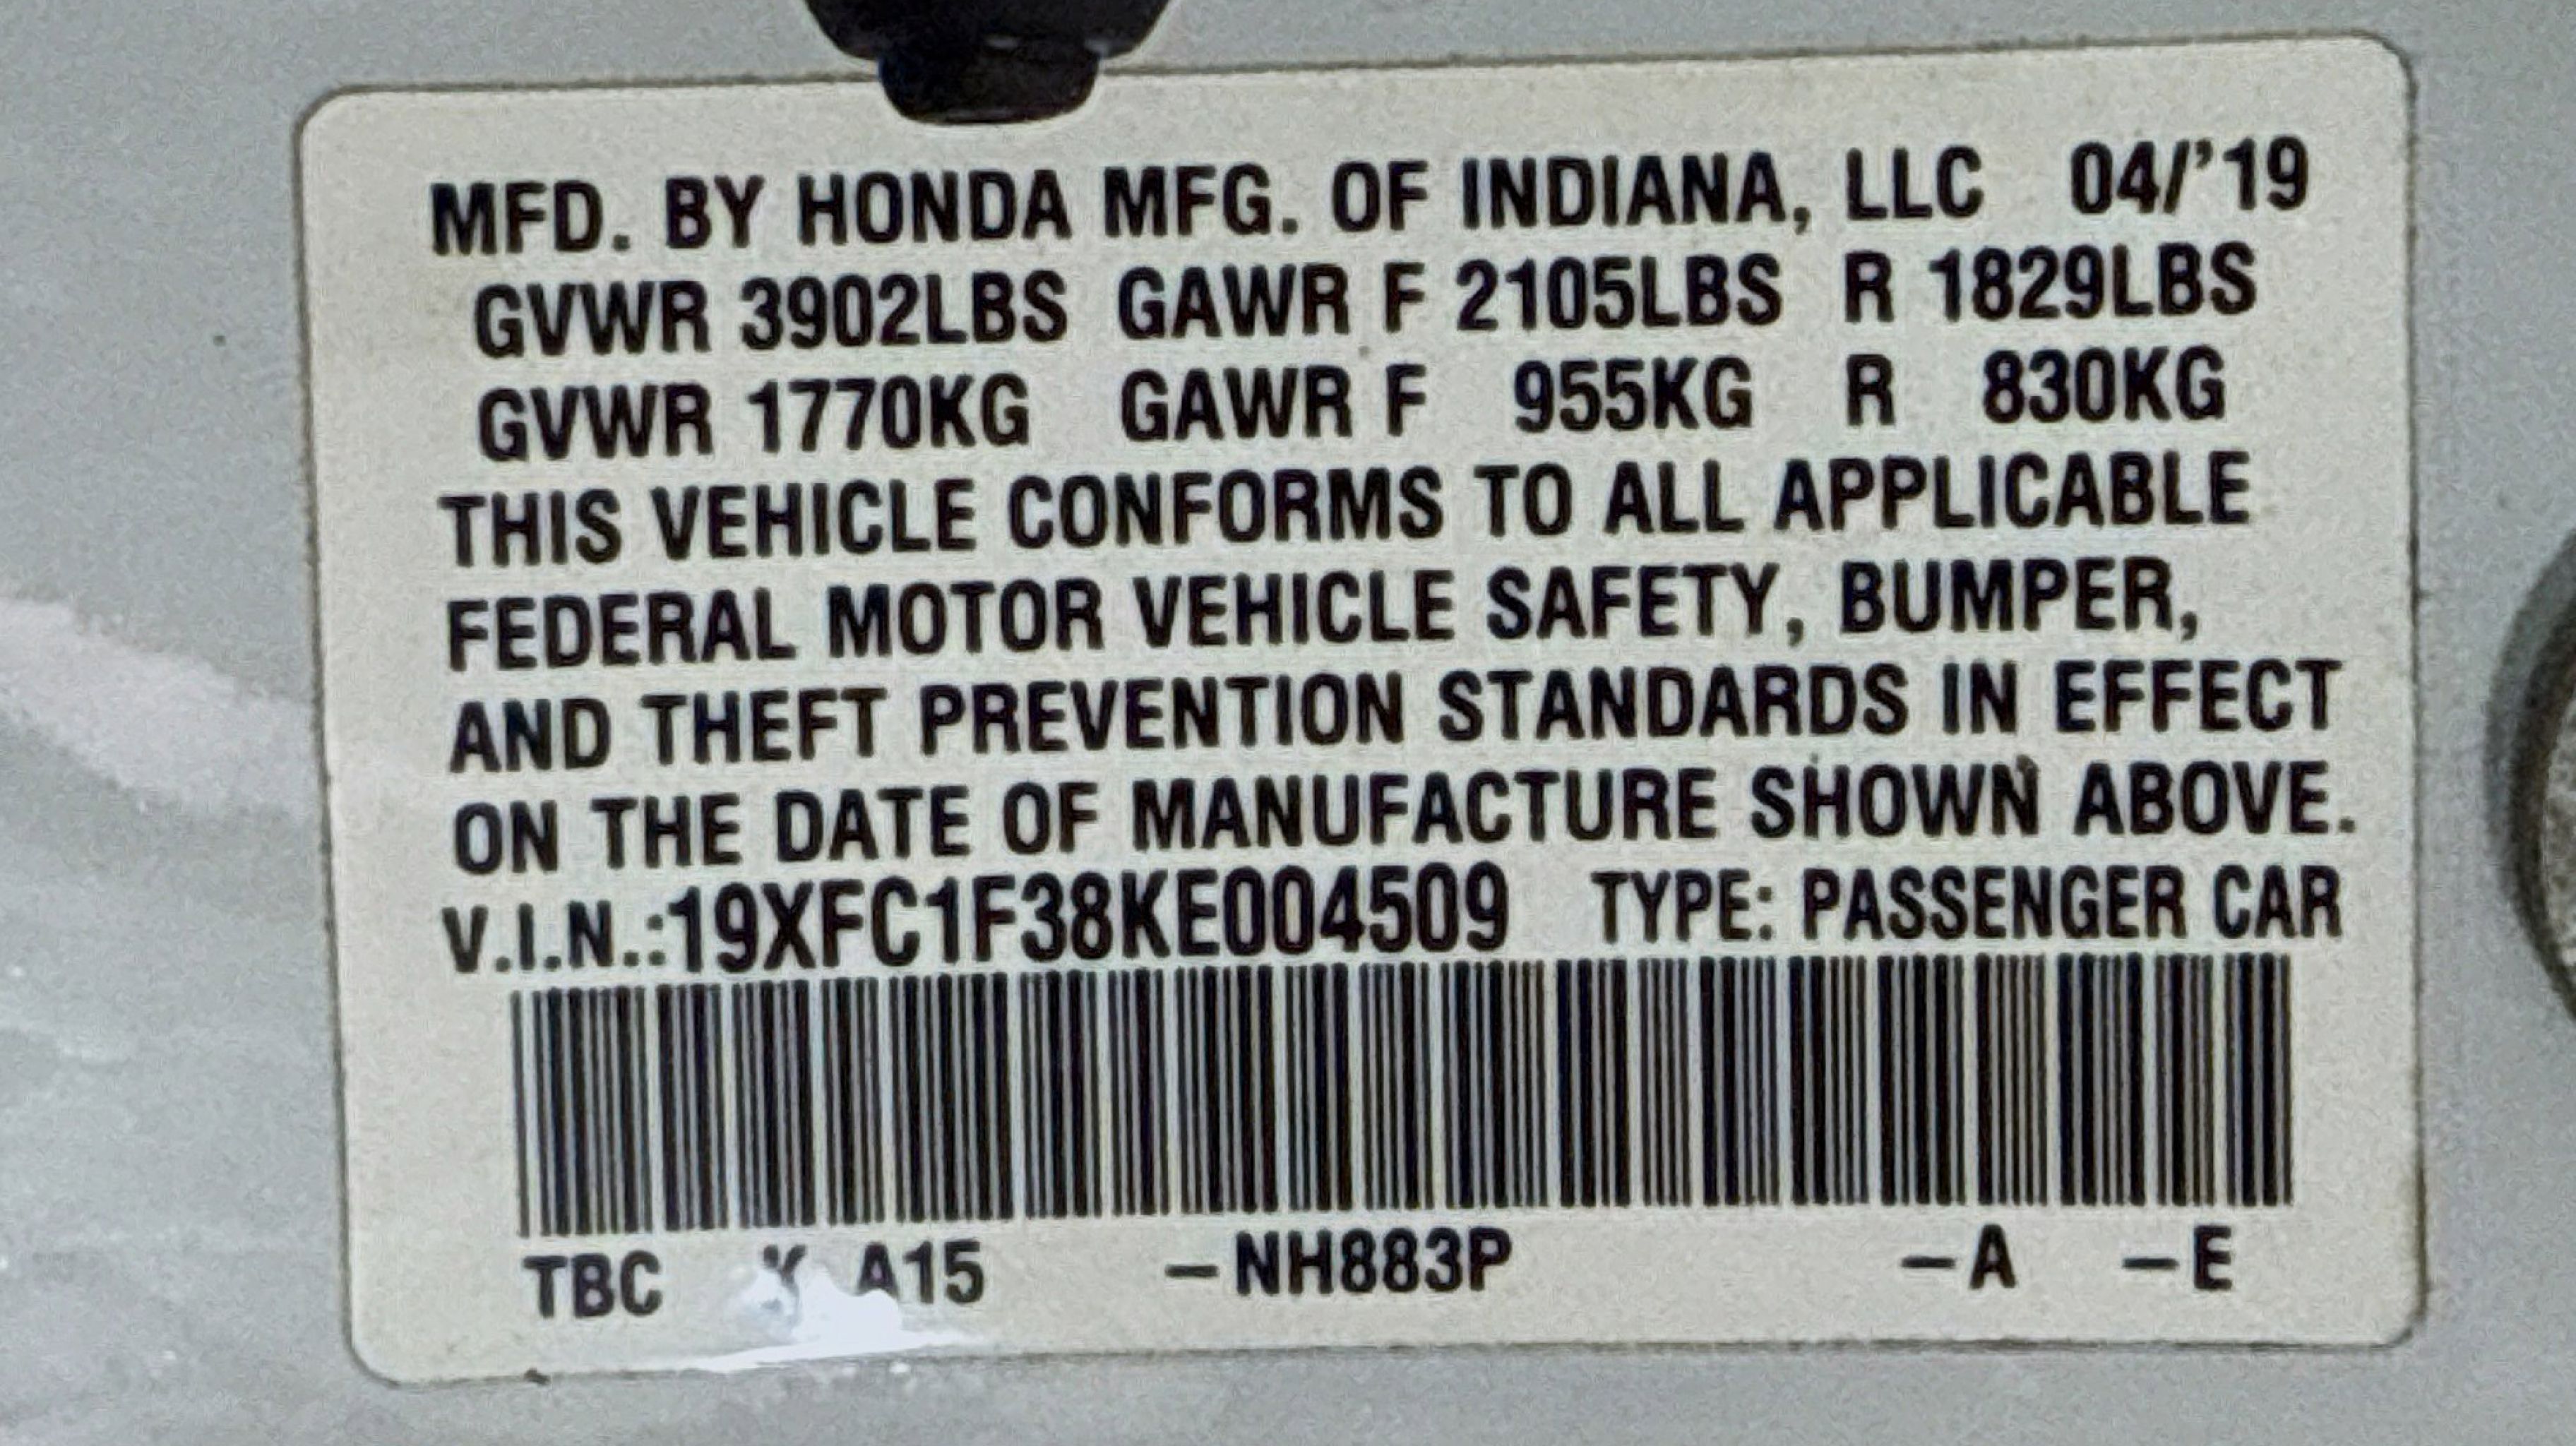 MFD. BY HONDA MFG. OF INDIANA, LLC 04/'19
GVWR 3902LBS GAWR F 2105LBS R 1829LBS
GVWR 1770KG GAWR F 955KG R 830KG
THIS VEHICLE CONFORMS TO ALL APPLICABLE
FEDERAL MOTOR VEHICLE SAFETY, BUMPER,
AND THEFT PREVENTION STANDARDS IN EFFECT
ON THE DATE OF MANUFACTURE SHOWN ABOVE.
V.I.N.:19XFC1F38KE004509 TYPE: PASSENGER CAR
TBC A15 –NH883P –A –E